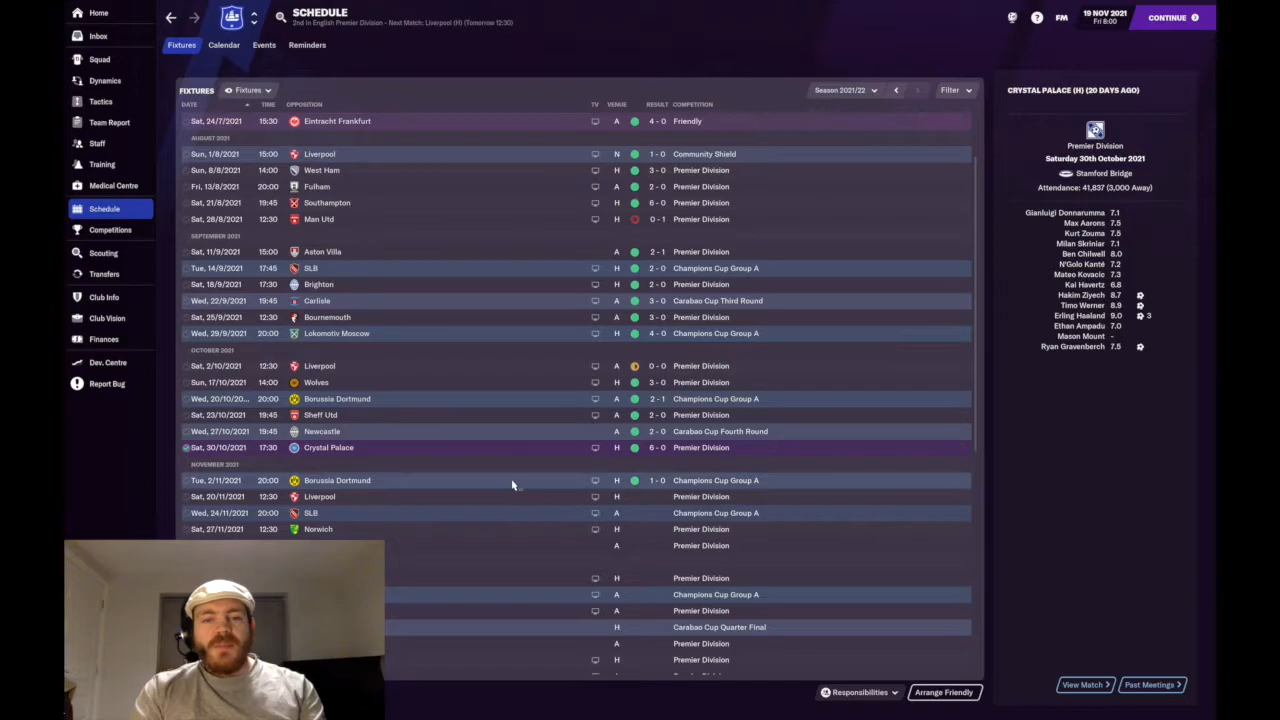 Home
Inbox
Squad
Dynamics
Tactics
Team Report
Staff
Training
Medical Centre
Schedule
Competitions
Scouting
Transfers
Club Info
Club Vision
Finances
Dev. Centre
Report Bug
SCHEDULE
2nd in English Premier Division - Next Match: Liverpool (H) (Tomorrow 12:30)
FM
19 NOV 2021
Fri 8:00
CONTINUE
Fixtures Calendar Events Reminders
FIXTURES Fixtures Season 2021/22 Filter
DATE TIME OPPOSITION TV VENUE RESULT COMPETITION
Sat, 24/7/2021 15:30 Eintracht Frankfurt A 4 - 0 Friendly
AUGUST 2021
Sun, 1/8/2021 15:00 Liverpool N 1 - 0 Community Shield
Sun, 8/8/2021 14:00 West Ham H 3 - 0 Premier Division
Fri, 13/8/2021 20:00 Fulham A 2 - 0 Premier Division
Sat, 21/8/2021 19:45 Southampton H 6 - 0 Premier Division
Sat, 28/8/2021 12:30 Man Utd H 0 - 1 Premier Division
SEPTEMBER 2021
Sat, 11/9/2021 15:00 Aston Villa A 2 - 1 Premier Division
Tue, 14/9/2021 17:45 SLB H 2 - 0 Champions Cup Group A
Sat, 18/9/2021 17:30 Brighton H 2 - 0 Premier Division
Wed, 22/9/2021 19:45 Carlisle A 3 - 0 Carabao Cup Third Round
Sat, 25/9/2021 12:30 Bournemouth A 3 - 0 Premier Division
Wed, 29/9/2021 20:00 Lokomotiv Moscow H 4 - 0 Champions Cup Group A
OCTOBER 2021
Sat, 2/10/2021 12:30 Liverpool A 0 - 0 Premier Division
Sun, 17/10/2021 14:00 Wolves H 3 - 0 Premier Division
Wed, 20/10/20... 20:00 Borussia Dortmund A 2 - 1 Champions Cup Group A
Sat, 23/10/2021 19:45 Sheff Utd A 2 - 0 Premier Division
Wed, 27/10/2021 19:45 Newcastle A 2 - 0 Carabao Cup Fourth Round
Sat, 30/10/2021 17:30 Crystal Palace H 6 - 0 Premier Division
NOVEMBER 2021
Tue, 2/11/2021 20:00 Borussia Dortmund H 1 - 0 Champions Cup Group A
Sat, 20/11/2021 12:30 Liverpool H Premier Division
Wed, 24/11/2021 20:00 SLB A Champions Cup Group A
Sat, 27/11/2021 12:30 Norwich H Premier Division
A Premier Division
H Premier Division
A Champions Cup Group A
A Premier Division
H Carabao Cup Quarter Final
A Premier Division
H Premier Division
Responsibilities Arrange Friendly
CRYSTAL PALACE (H) (20 DAYS AGO)
Premier Division
Saturday 30th October 2021
Stamford Bridge
Attendance: 41,837 (3,000 Away)
Gianluigi Donnarumma 7.1
Max Aarons 7.5
Kurt Zouma 7.5
Milan Skriniar 7.1
Ben Chilwell 8.0
N'Golo Kanté 7.2
Mateo Kovacic 7.3
Kai Havertz 6.8
Hakim Ziyech 8.7
Timo Werner 8.9
Erling Haaland 9.0 3
Ethan Ampadu 7.0
Mason Mount -
Ryan Gravenberch 7.5
View Match Past Meetings